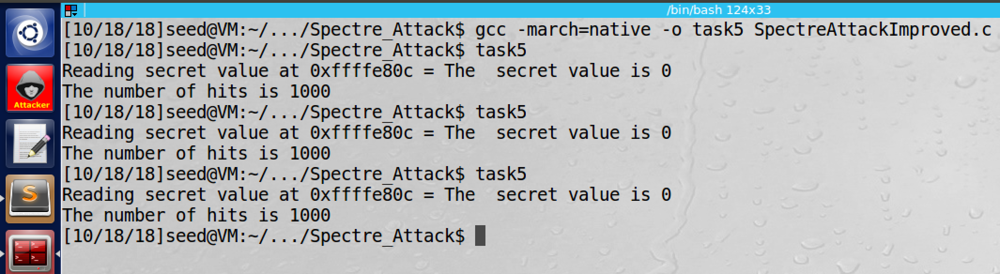 /bin/bash 124x33
[10/18/18]seed@VM:~/.../Spectre_Attack$ gcc -march=native -o task5 SpectreAttackImproved.c
[10/18/18]seed@VM:~/.../Spectre_Attack$ task5
Reading secret value at 0xffffe80c = The  secret value is 0
The number of hits is 1000
[10/18/18]seed@VM:~/.../Spectre_Attack$ task5
Reading secret value at 0xffffe80c = The  secret value is 0
The number of hits is 1000
[10/18/18]seed@VM:~/.../Spectre_Attack$ task5
Reading secret value at 0xffffe80c = The  secret value is 0
The number of hits is 1000
[10/18/18]seed@VM:~/.../Spectre_Attack$
Attacker
S